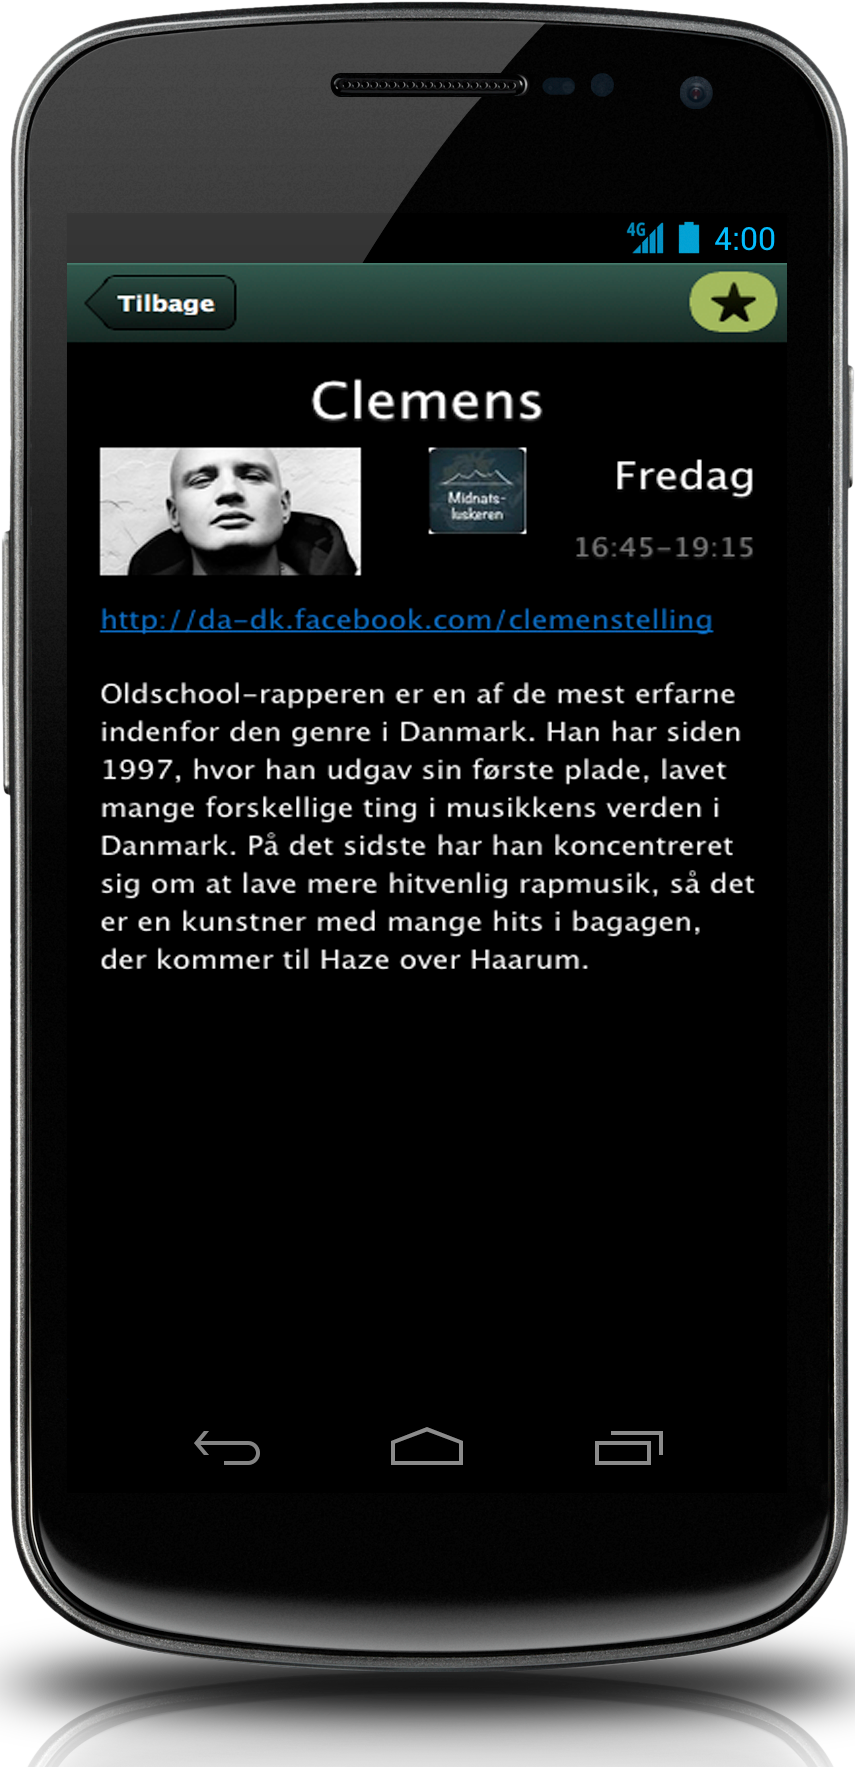 4G 4:00
Tilbage
Clemens
Midnats-
luskeren
Fredag
16:45-19:15
http://da-dk.facebook.com/clemenstelling
Oldschool-rapperen er en af de mest erfarne
indenfor den genre i Danmark. Han har siden
1997, hvor han udgav sin første plade, lavet
mange forskellige ting i musikkens verden i
Danmark. På det sidste har han koncentreret
sig om at lave mere hitvenlig rapmusik, så det
er en kunstner med mange hits i bagagen,
der kommer til Haze over Haarum.